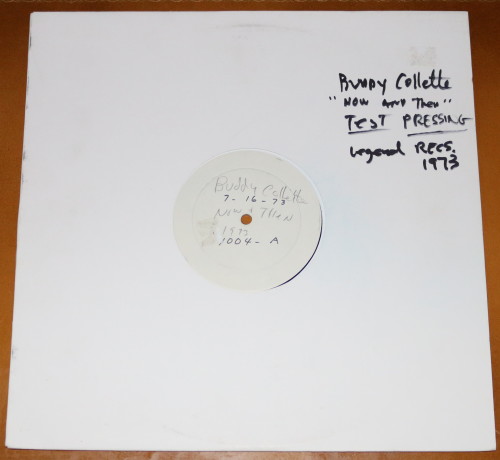 Buddy Collette
"NOW AND THEN"
TEST PRESSING
Legend RECS.
1973
Buddy Collette
7-16-73
NOW & THEN
1004-A